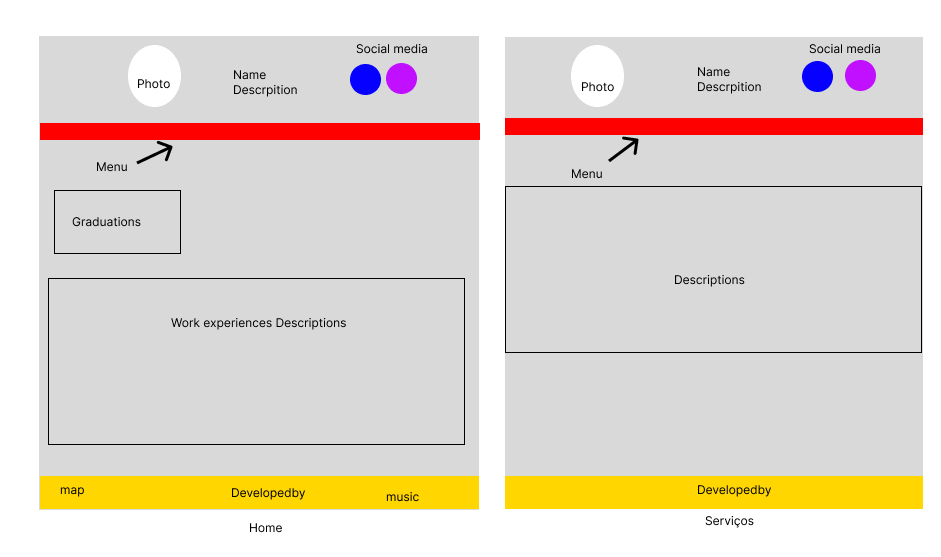 Social media
Photo
Name
Descrpition
Menu
Graduations
Work experiences Descriptions
map
Developedby
music
Home
Social media
Photo
Name
Descrpition
Menu
Descriptions
Developedby
Serviços